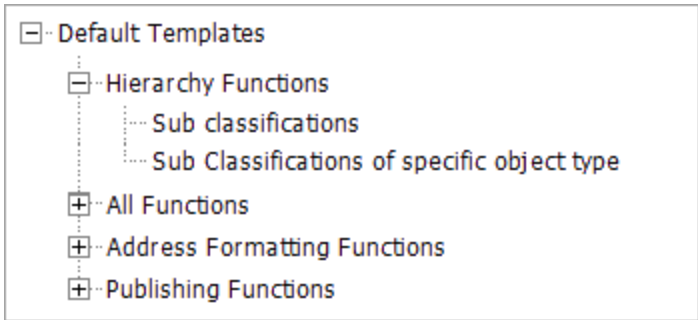 Default Templates
Hierarchy Functions
Sub classifications
Sub Classifications of specific object type
All Functions
Address Formatting Functions
Publishing Functions